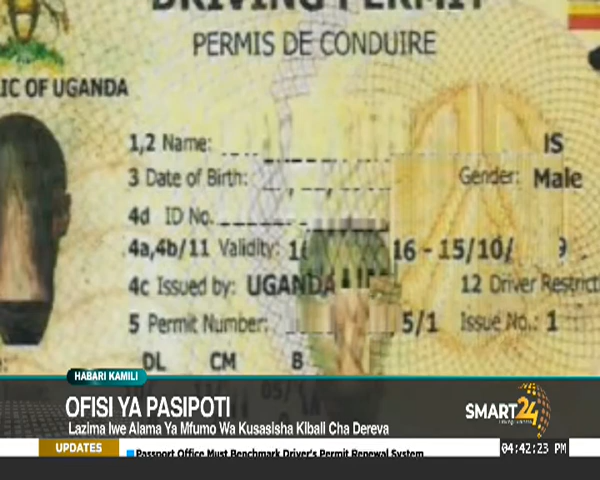 DRIVING PERMIT
PERMIS DE CONDUIRE
IC OF UGANDA
1,2 Name: IS
3 Date of Birth: Gender: Male
4d ID No.
4a,4b/11 Validity: 16 - 15/10/ 9
4c Issued by: UGANDA 12 Driver Restricti
5 Permit Number: 5/1 Issue No.: 1
DL CM B
HABARI KAMILI
OFISI YA PASIPOTI
Lazima Iwe Alama Ya Mfumo Wa Kusasisha Kibali Cha Dereva
SMART24
UPDATES
Passport Office Must Benchmark Driver's Permit Renewal System
04:42:23 PM